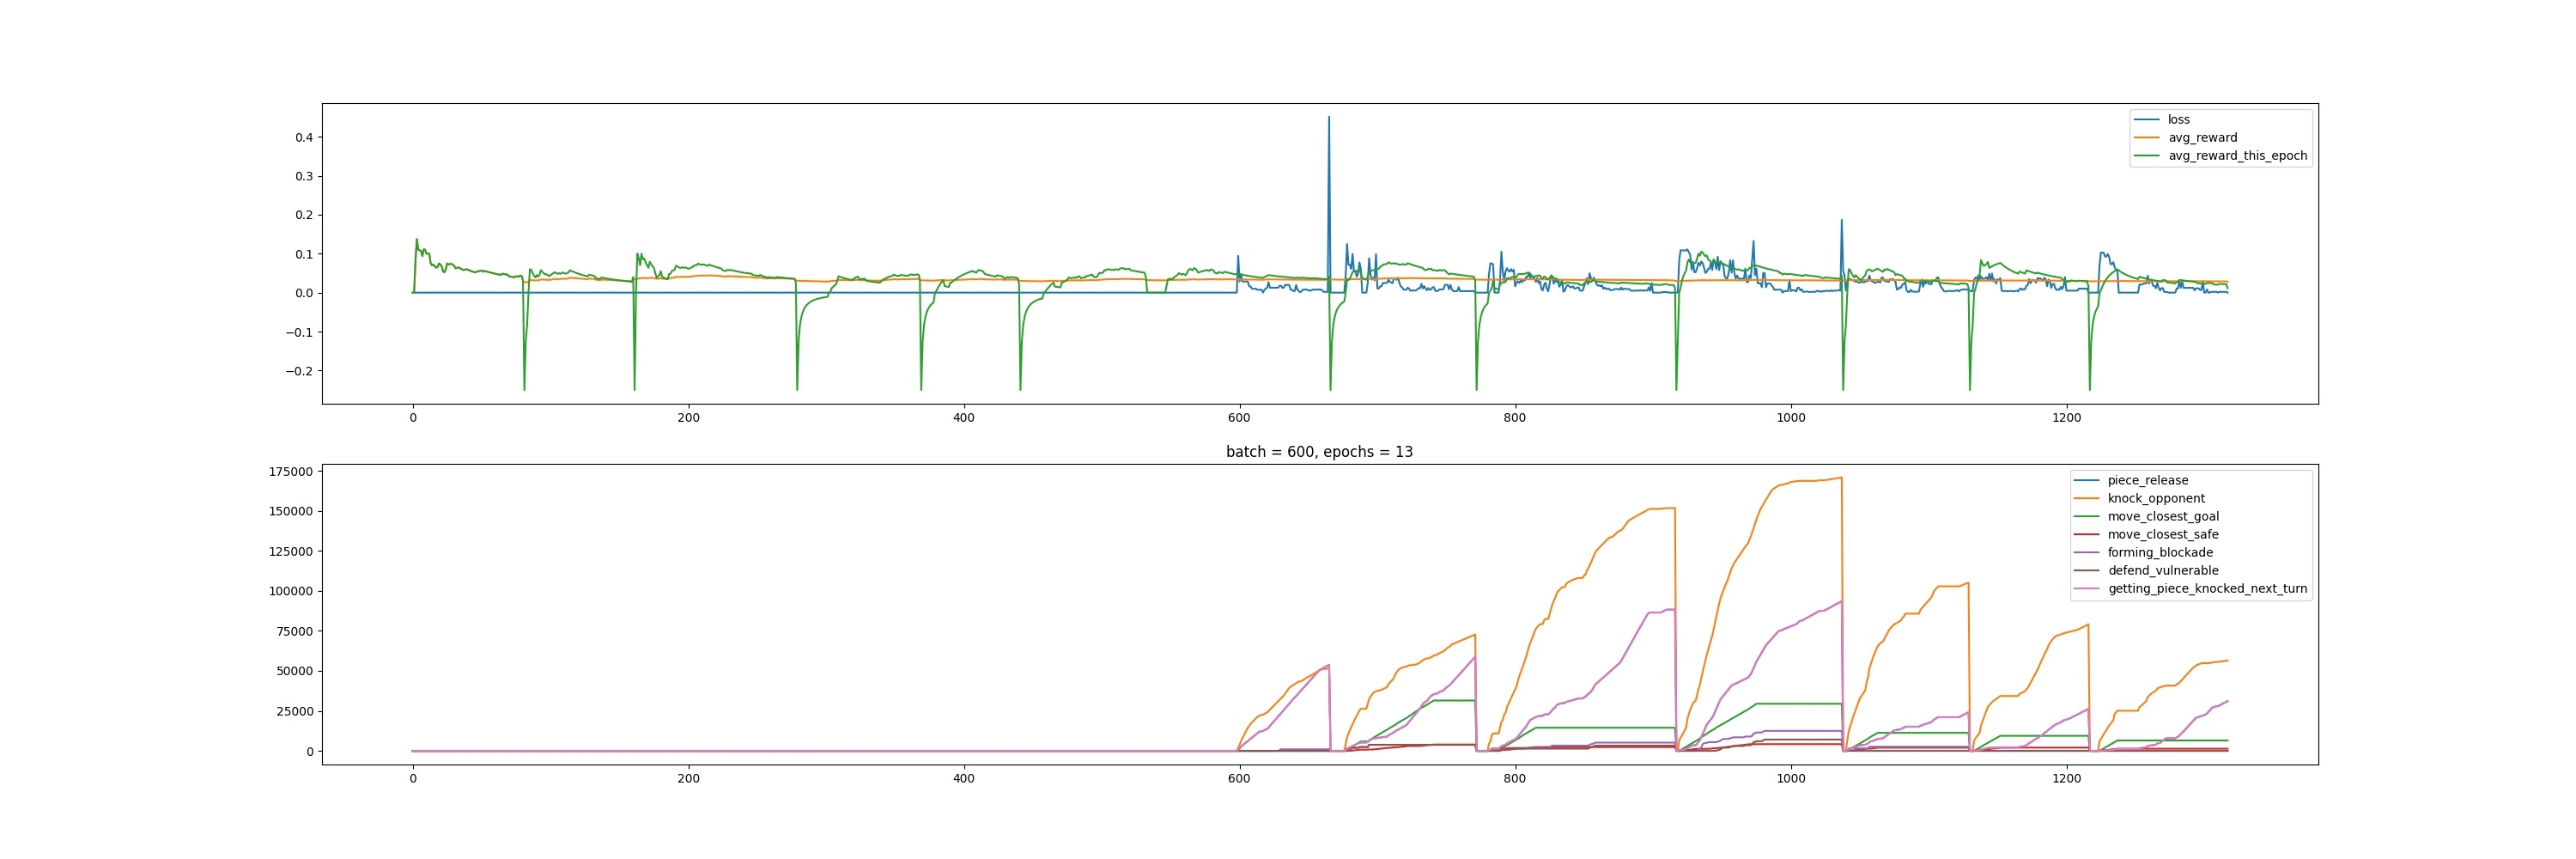 0.4
0.3
0.2
0.1
0.0
−0.1
−0.2
0 200 400 600 800 1000 1200
loss
avg_reward
avg_reward_this_epoch
batch = 600, epochs = 13
175000
150000
125000
100000
75000
50000
25000
0
0 200 400 600 800 1000 1200
piece_release
knock_opponent
move_closest_goal
move_closest_safe
forming_blockade
defend_vulnerable
getting_piece_knocked_next_turn